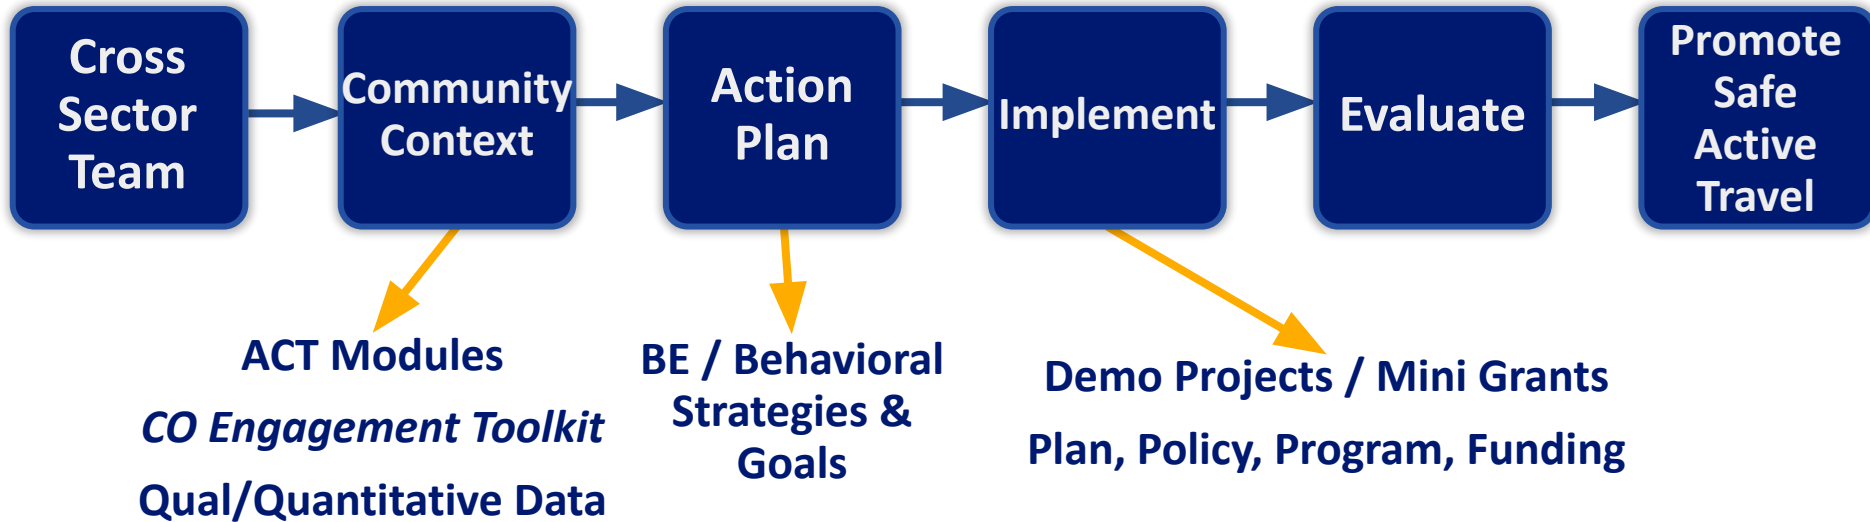 Cross
Sector
Team
Community
Context
Action
Plan
Implement
Evaluate
Promote
Safe
Active
Travel
ACT Modules
CO Engagement Toolkit
Qual/Quantitative Data
BE / Behavioral
Strategies &
Goals
Demo Projects / Mini Grants
Plan, Policy, Program, Funding